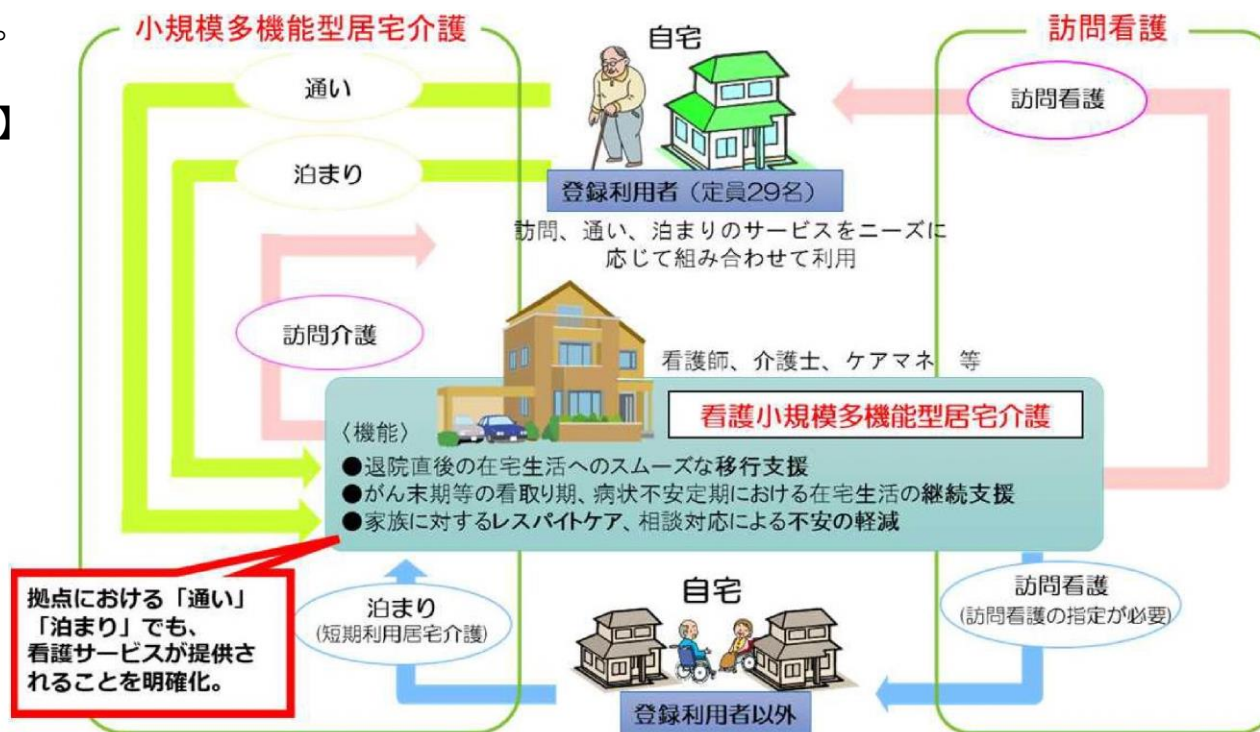 。
】
小規模多機能型居宅介護
自宅
訪問看護
通い
訪問看護
泊まり
登録利用者（定員29名）
訪問、通い、泊まりのサービスをニーズに
応じて組み合わせて利用
訪問介護
看護師、介護士、ケアマネ 等
看護小規模多機能型居宅介護
〈機能〉
●退院直後の在宅生活へのスムーズな移行支援
●がん末期等の看取り期、病状不安定期における在宅生活の継続支援
●家族に対するレスパイトケア、相談対応による不安の軽減
拠点における「通い」
「泊まり」でも、
看護サービスが提供さ
れることを明確化。
泊まり
(短期利用居宅介護)
自宅
訪問看護
(訪問看護の指定が必要)
登録利用者以外